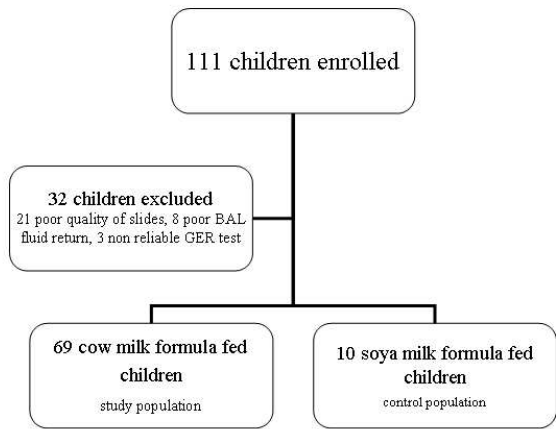 111 children enrolled
32 children excluded
21 poor quality of slides, 8 poor BAL
fluid return, 3 non reliable GER test
69 cow milk formula fed
children
study population
10 soya milk formula fed
children
control population